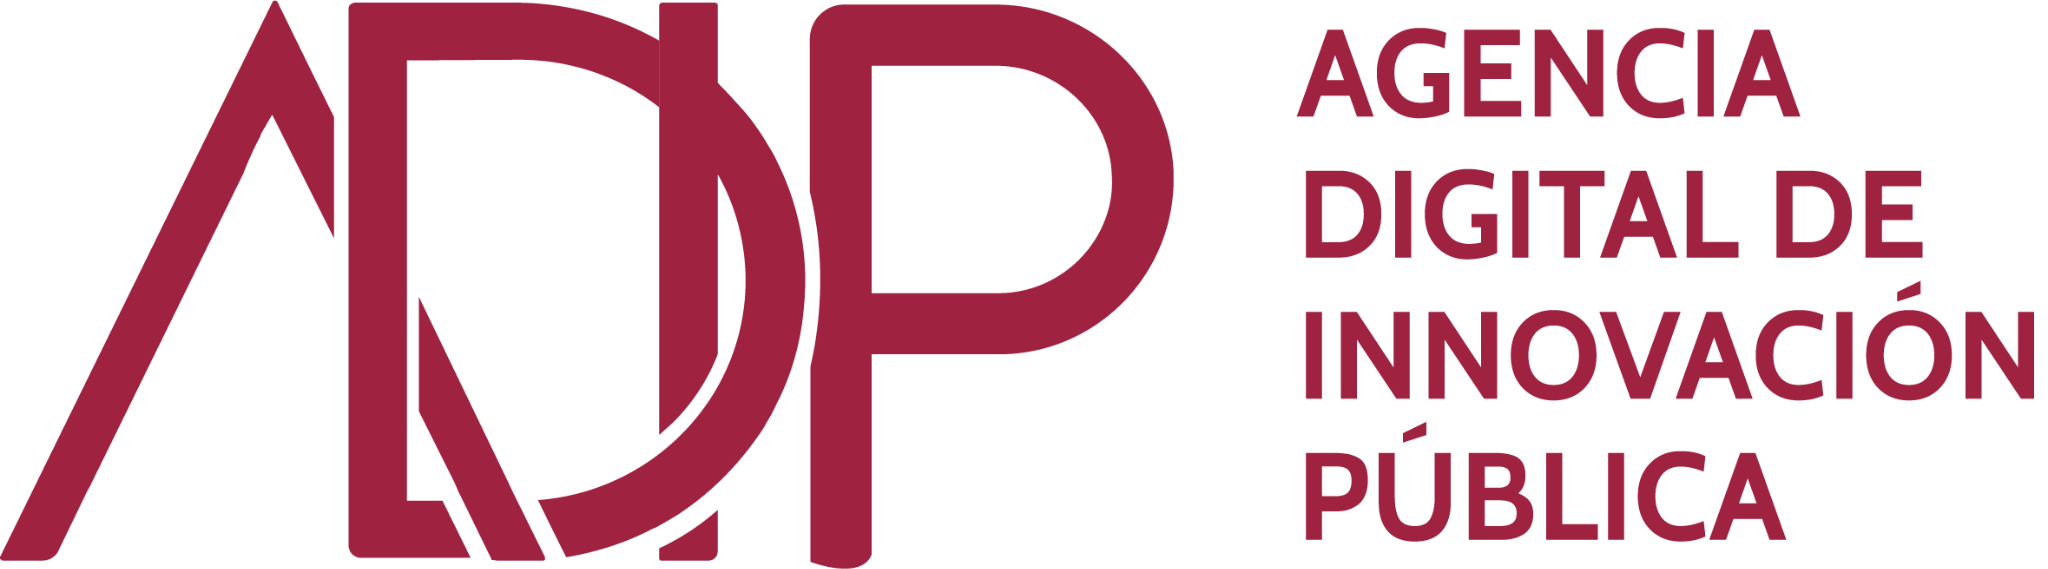 ADIP
AGENCIA
DIGITAL DE
INNOVACIÓN
PÚBLICA